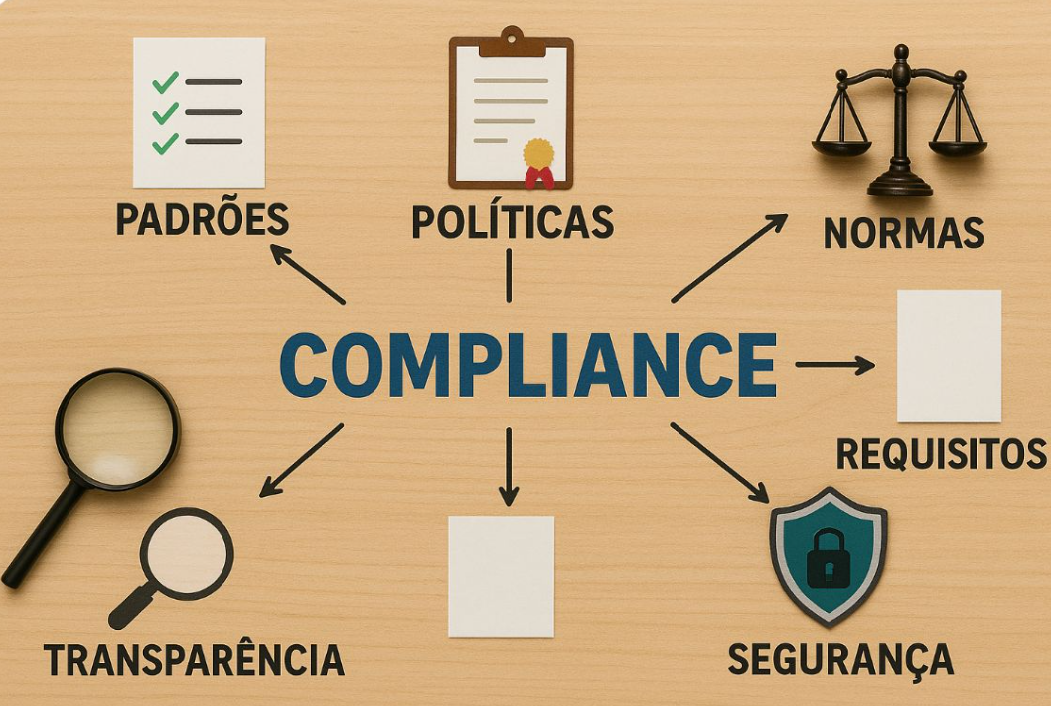 PADRÕES
POLÍTICAS
NORMAS
COMPLIANCE
REQUISITOS
TRANSPARÊNCIA
SEGURANÇA